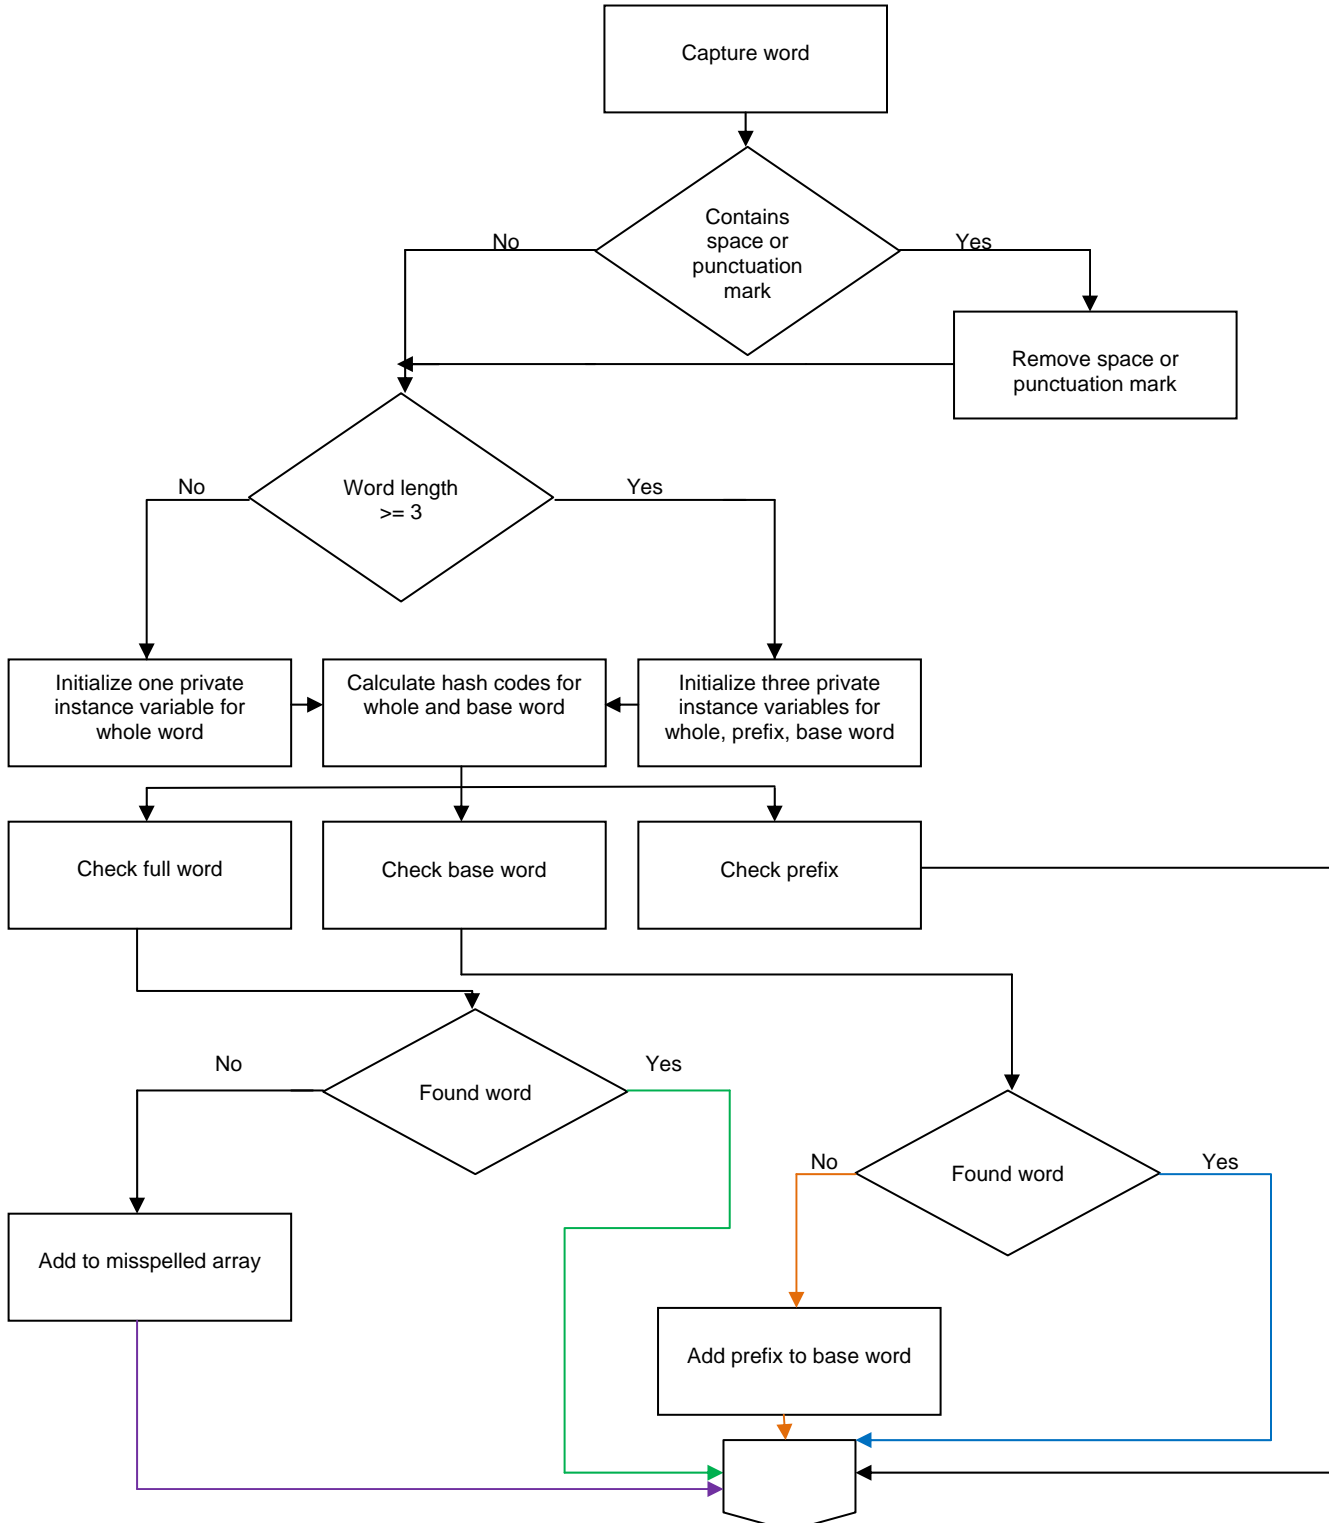 Capture word
Contains
space or
punctuation
mark
No
Yes
Remove space or
punctuation mark
Word length
>= 3
No
Yes
Initialize one private
instance variable for
whole word
Calculate hash codes for
whole and base word
Initialize three private
instance variables for
whole, prefix, base word
Check full word
Check base word
Check prefix
No
Found word
Yes
No
Found word
Yes
Add to misspelled array
Add prefix to base word